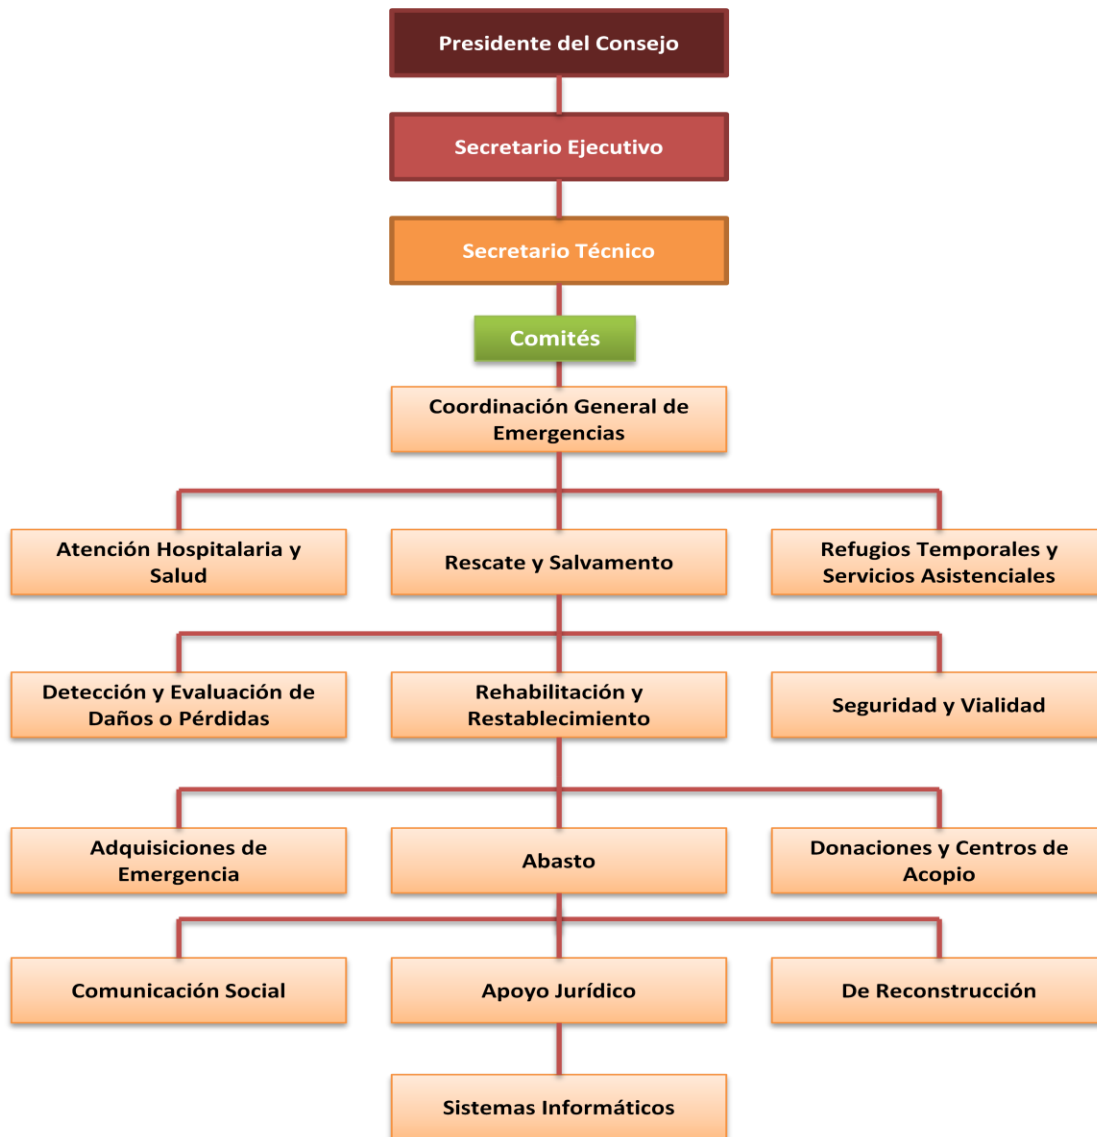 Presidente del Consejo
Secretario Ejecutivo
Secretario Técnico
Comités
Coordinación General de
Emergencias
Atención Hospitalaria y
Salud
Rescate y Salvamento
Refugios Temporales y
Servicios Asistenciales
Detección y Evaluación de
Daños o Pérdidas
Rehabilitación y
Restablecimiento
Seguridad y Vialidad
Adquisiciones de
Emergencia
Abasto
Donaciones y Centros de
Acopio
Comunicación Social
Apoyo Jurídico
De Reconstrucción
Sistemas Informáticos